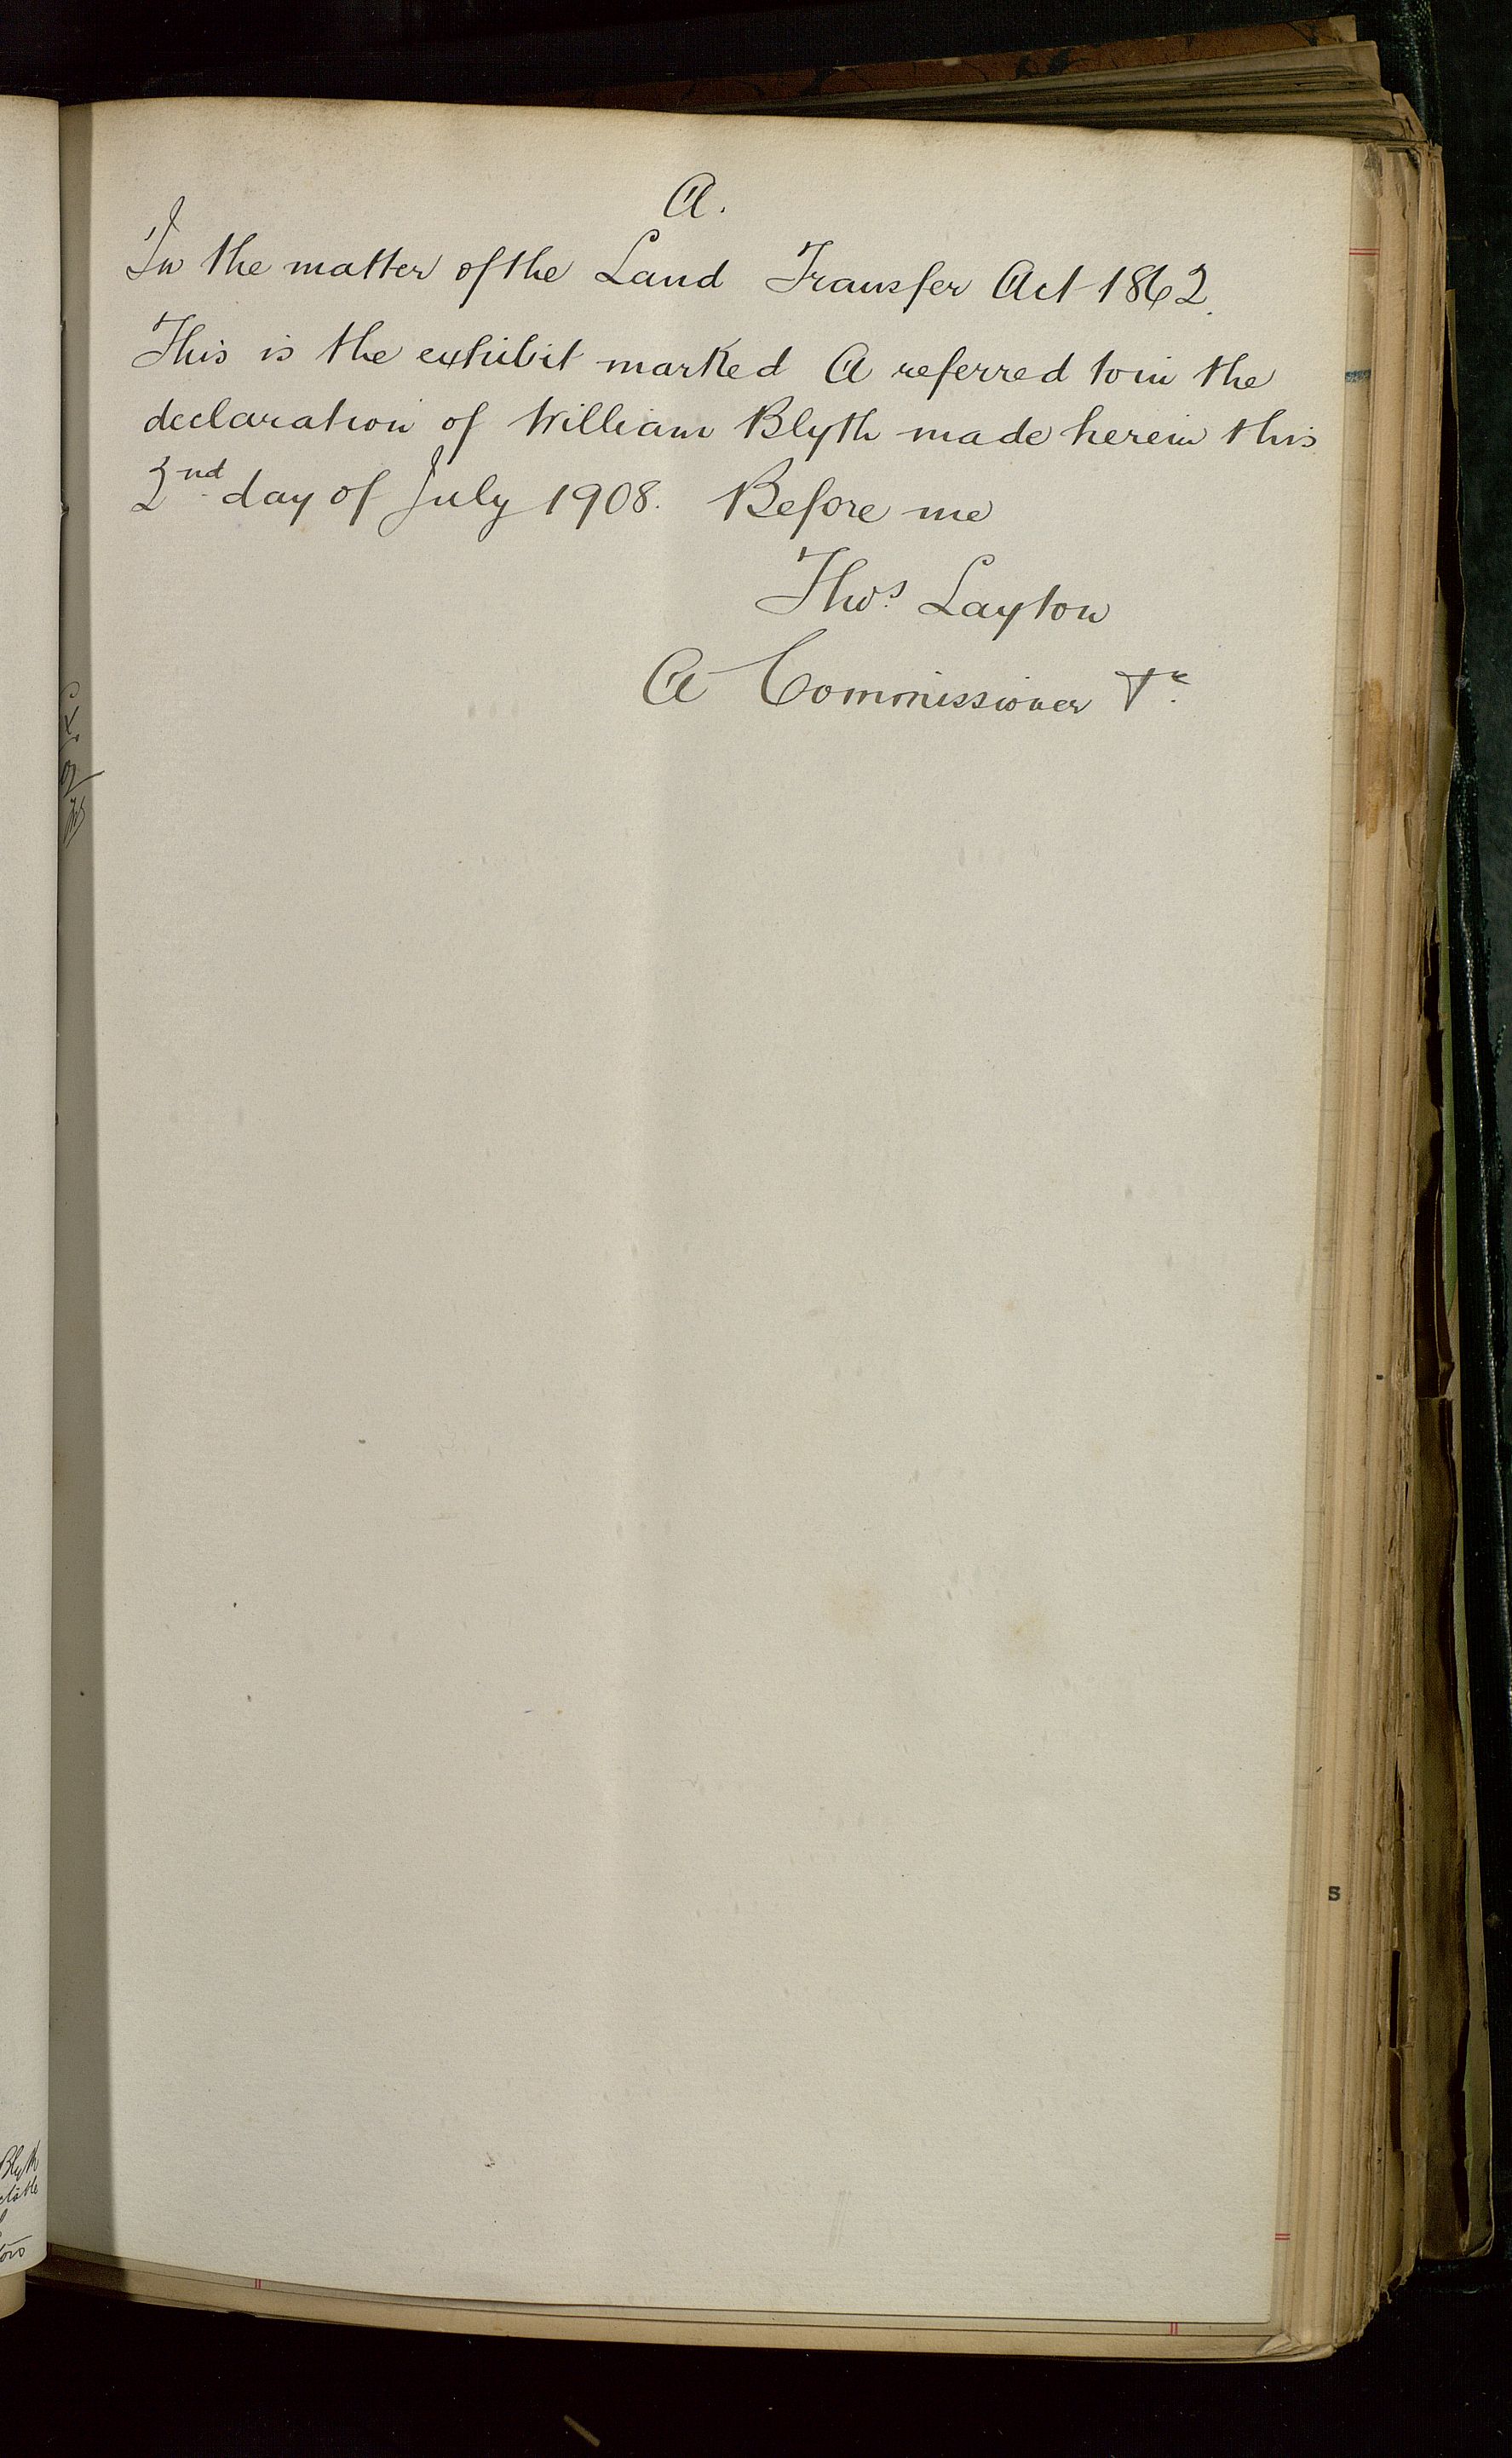 A.
In the matter of the Land Transfer Act 1862.
This is the exhibit marked A referred to in the
declaration of William Blyth made herein this
2nd day of July 1908. Before me
Thos. Layton
A Commissioner &c.
Blyth
S